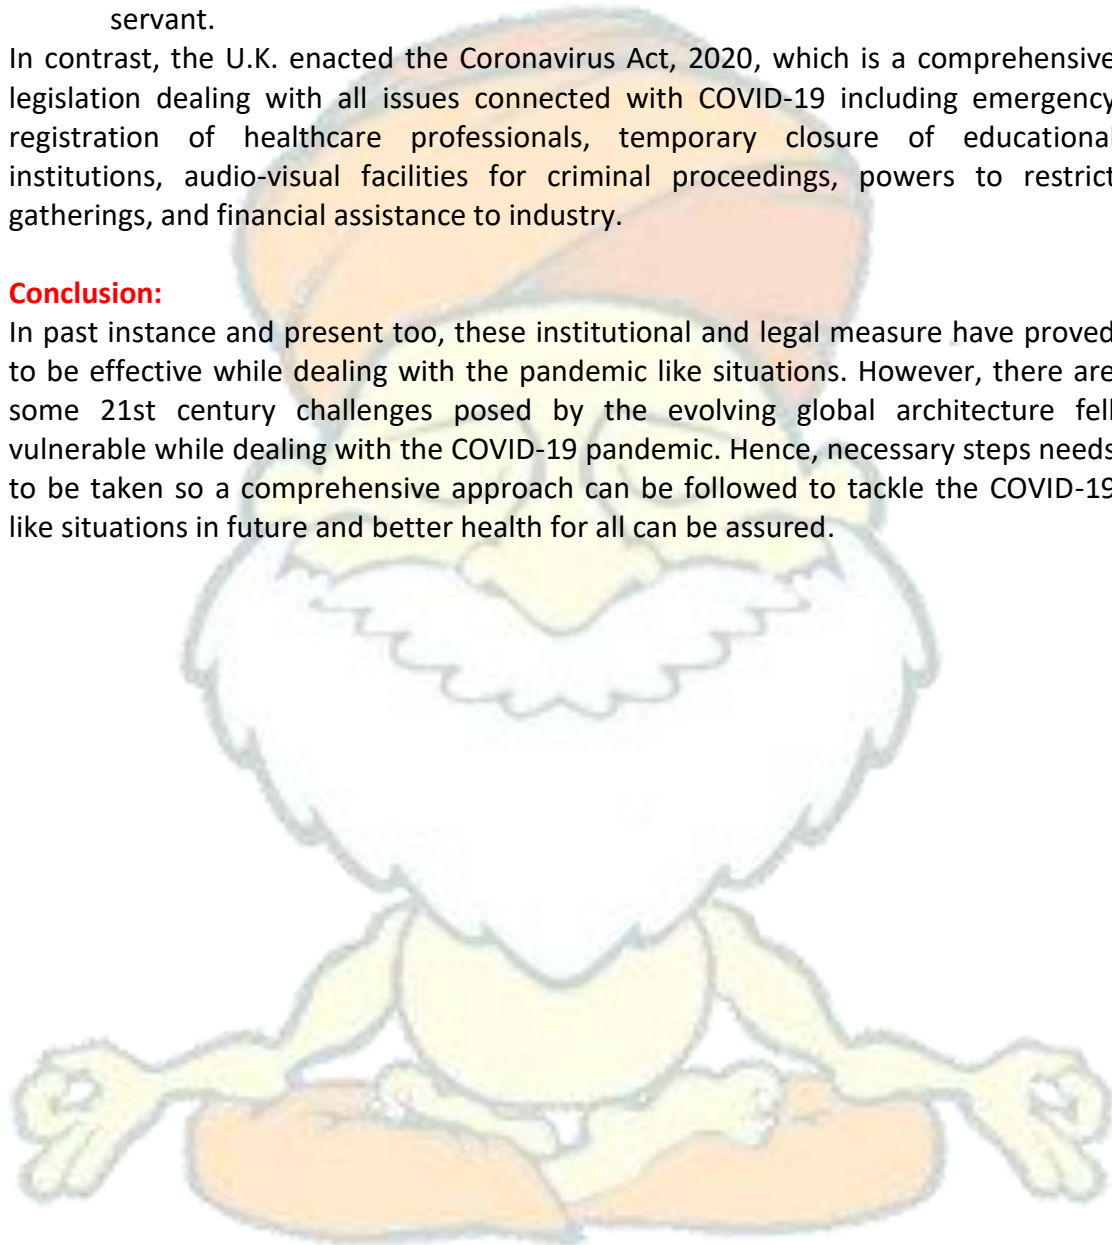 servant.
In contrast, the U.K. enacted the Coronavirus Act, 2020, which is a comprehensive
legislation dealing with all issues connected with COVID-19 including emergency
registration of healthcare professionals, temporary closure of educational
institutions, audio-visual facilities for criminal proceedings, powers to restrict
gatherings, and financial assistance to industry.
Conclusion:
In past instance and present too, these institutional and legal measure have proved
to be effective while dealing with the pandemic like situations. However, there are
some 21st century challenges posed by the evolving global architecture fell
vulnerable while dealing with the COVID-19 pandemic. Hence, necessary steps needs
to be taken so a comprehensive approach can be followed to tackle the COVID-19
like situations in future and better health for all can be assured.